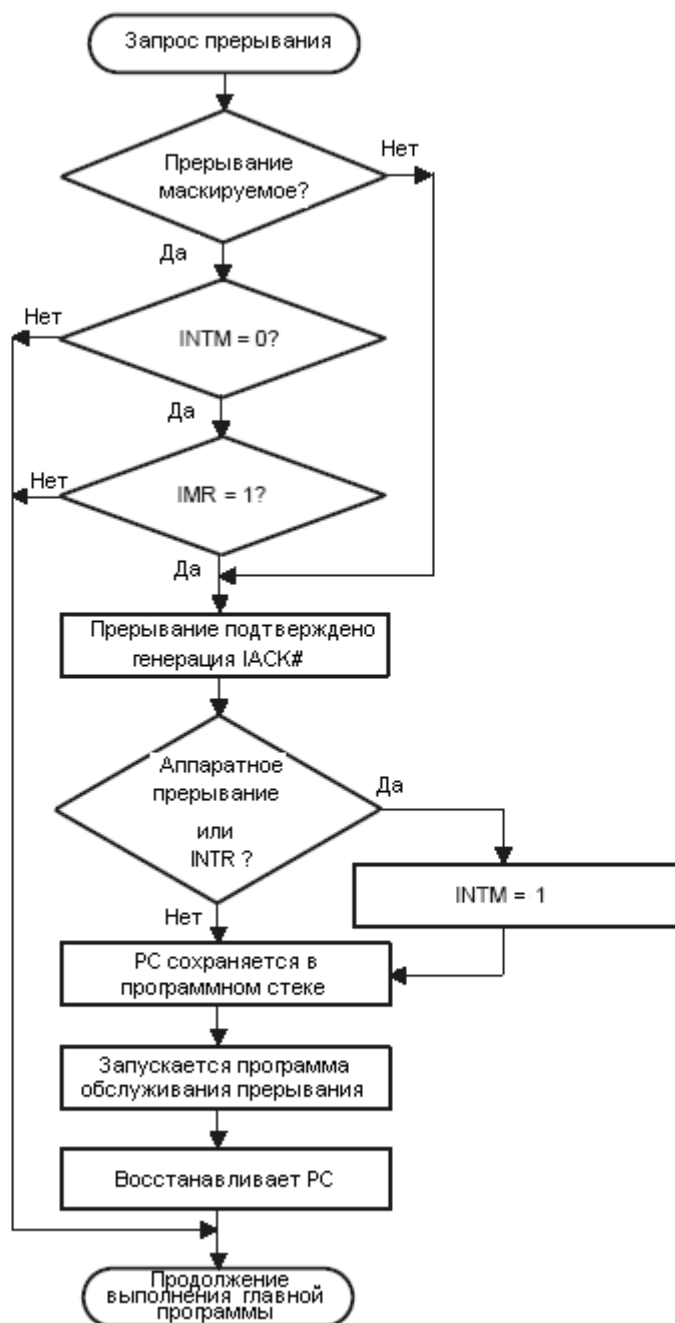 Запрос прерывания
Прерывание
маскируемое?
Нет
Да
Нет
INTM = 0?
Да
Нет
IMR = 1?
Да
Прерывание подтверждено
генерация IACK#
Аппаратное
прерывание
или
INTR ?
Да
INTM = 1
Нет
PC сохраняется в
программном стеке
Запускается программа
обслуживания прерывания
Восстанавливает PC
Продолжение
выполнения главной
программы